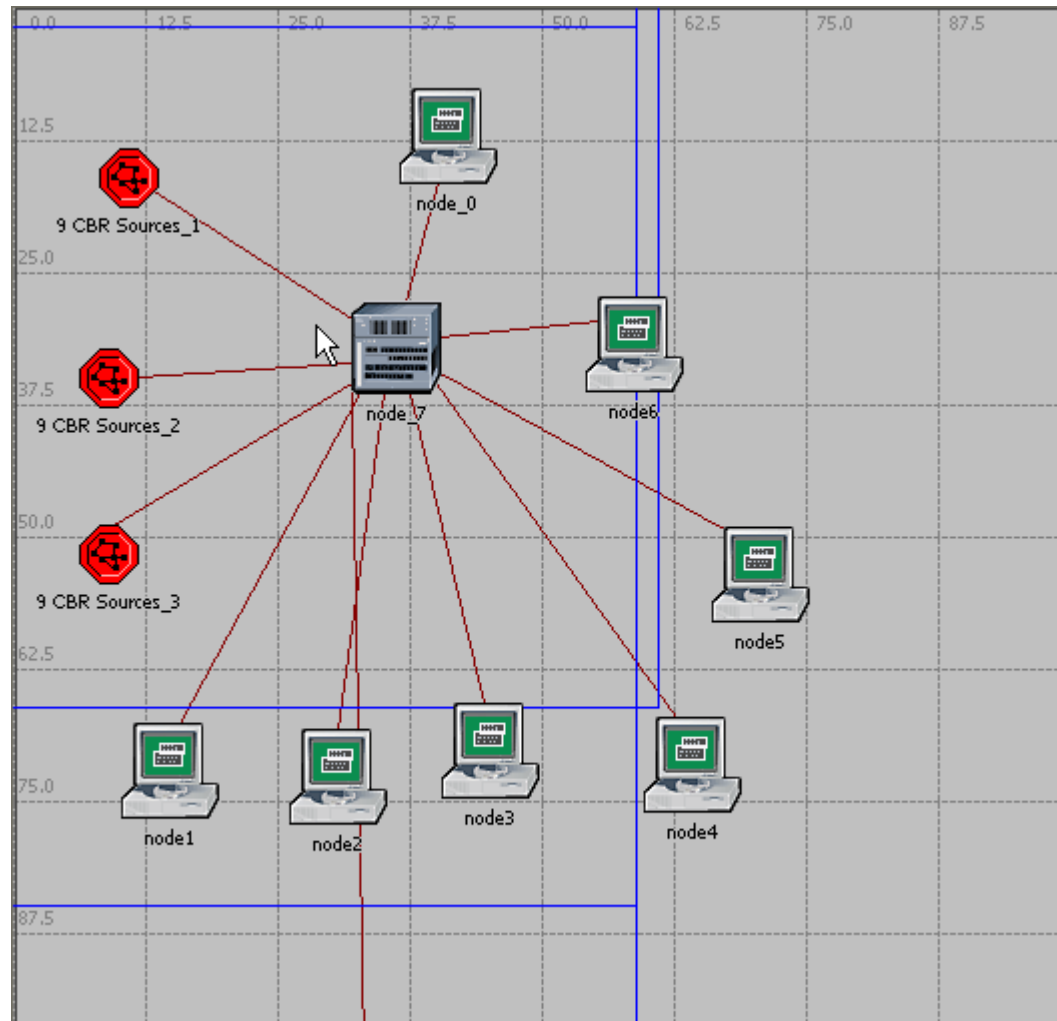 0.0 12.5 25.0 37.5 50.0 62.5 75.0 87.5
12.5
node_0
9 CBR Sources_1
25.0
37.5
node_7
node6
9 CBR Sources_2
50.0
9 CBR Sources_3
node5
62.5
75.0
node3
node4
node1
node2
87.5